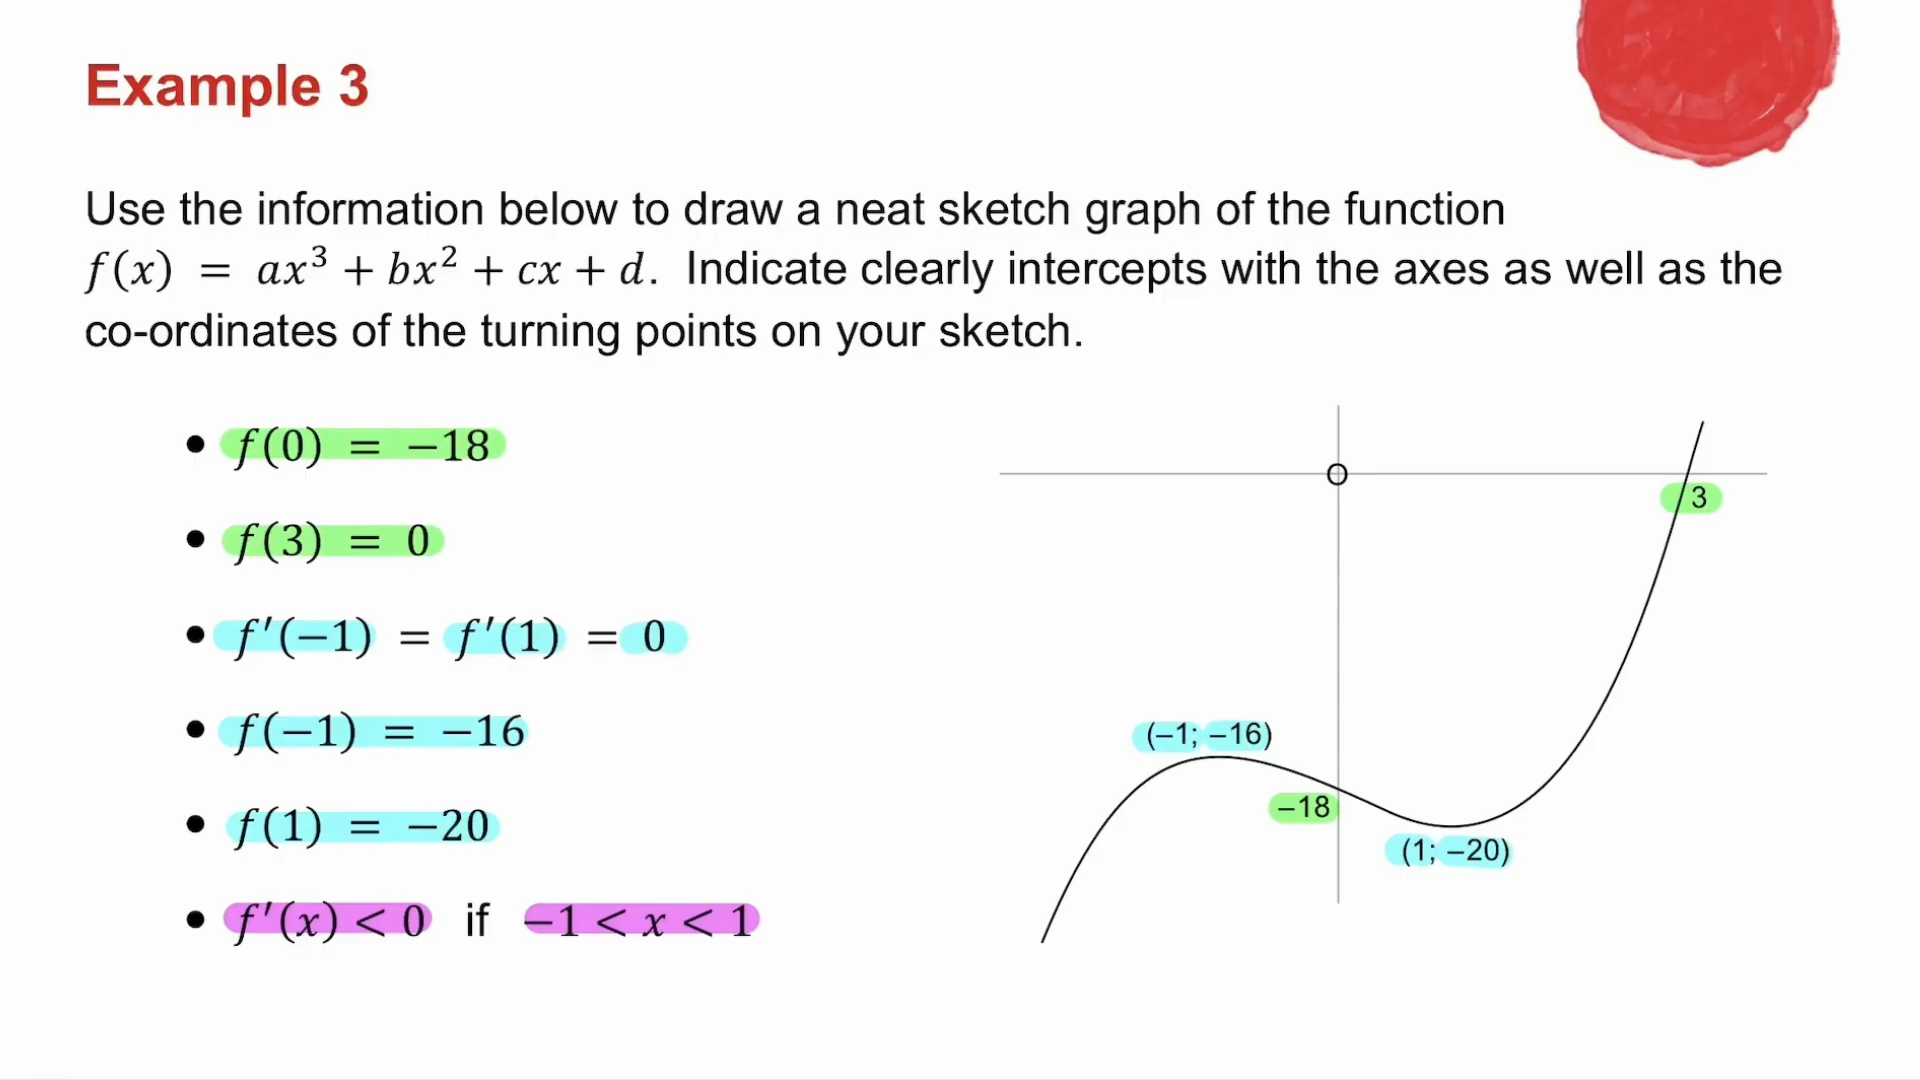 Example 3
Use the information below to draw a neat sketch graph of the function
f(x) = ax³ + bx² + cx + d. Indicate clearly intercepts with the axes as well as the
co-ordinates of the turning points on your sketch.
• f(0) = −18
• f(3) = 0
• f′(−1) = f′(1) = 0
• f(−1) = −16
• f(1) = −20
• f′(x) < 0 if −1 < x < 1
O
3
(–1; –16)
–18
(1; –20)